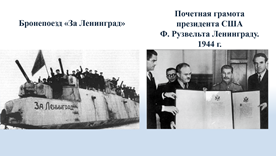 Бронепоезд «За Ленинград»
Почетная грамота
президента США
Ф. Рузвельта Ленинграду.
1944 г.
ЗА ЛЕНИНГРАД